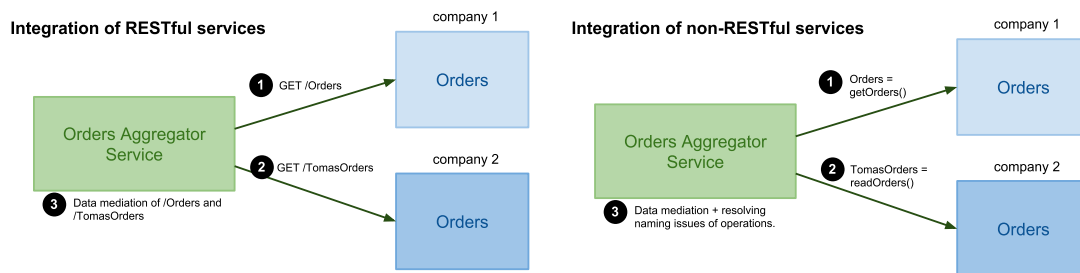 Integration of RESTful services
company 1
Orders
1
GET /Orders
Orders Aggregator
Service
company 2
2
GET /TomasOrders
Orders
3
Data mediation of /Orders and
/TomasOrders
Integration of non-RESTful services
company 1
Orders
1
Orders =
getOrders()
Orders Aggregator
Service
company 2
2
TomasOrders =
readOrders()
Orders
3
Data mediation + resolving
naming issues of operations.